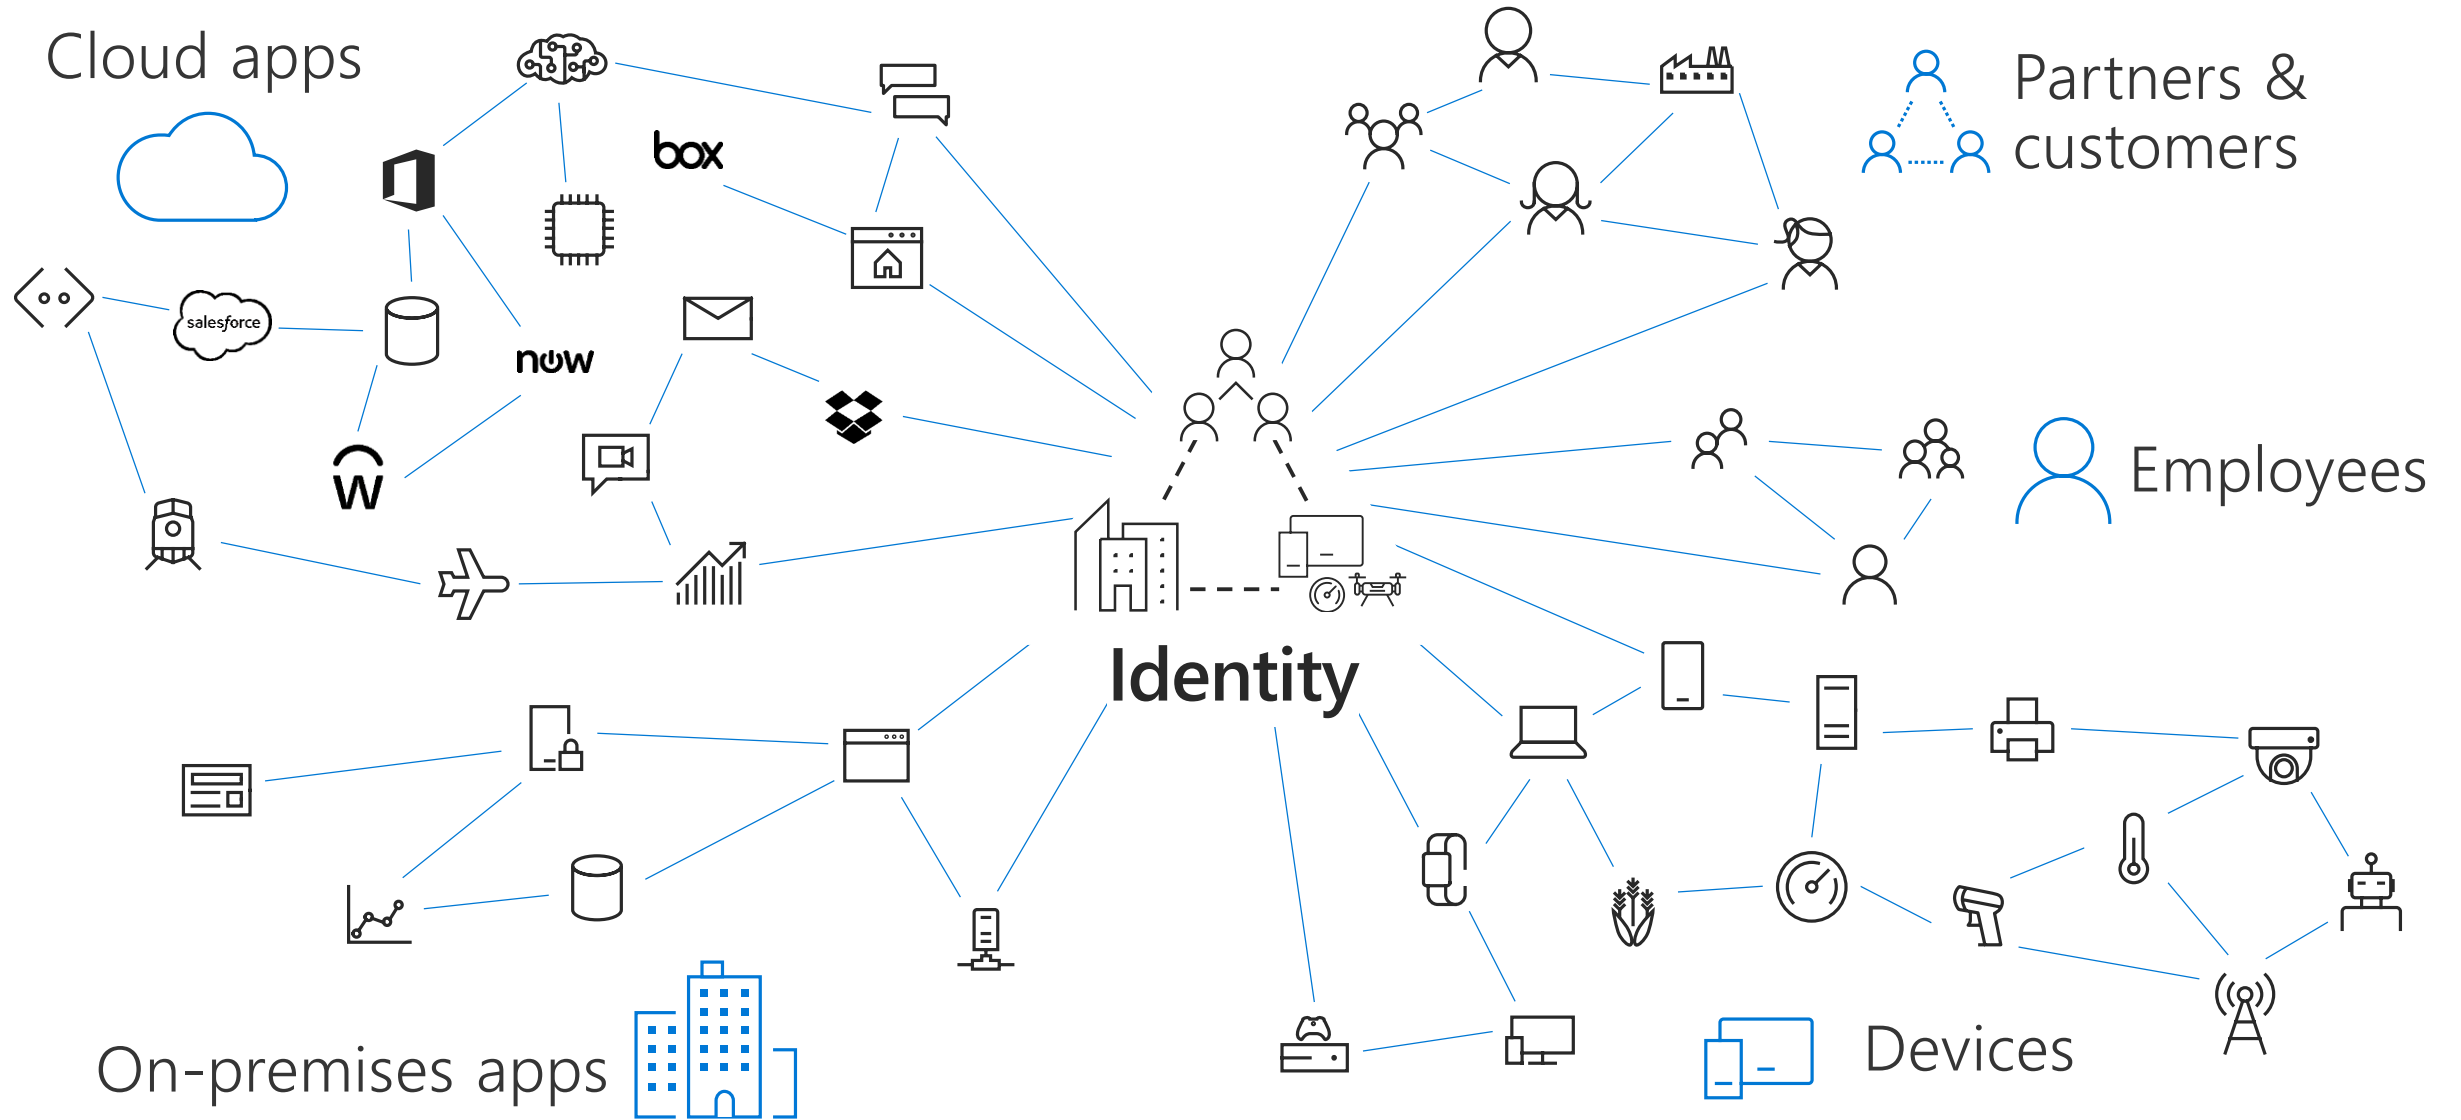 Cloud apps
box
salesforce
now
W
Partners &
customers
Employees
Identity
On-premises apps
Devices